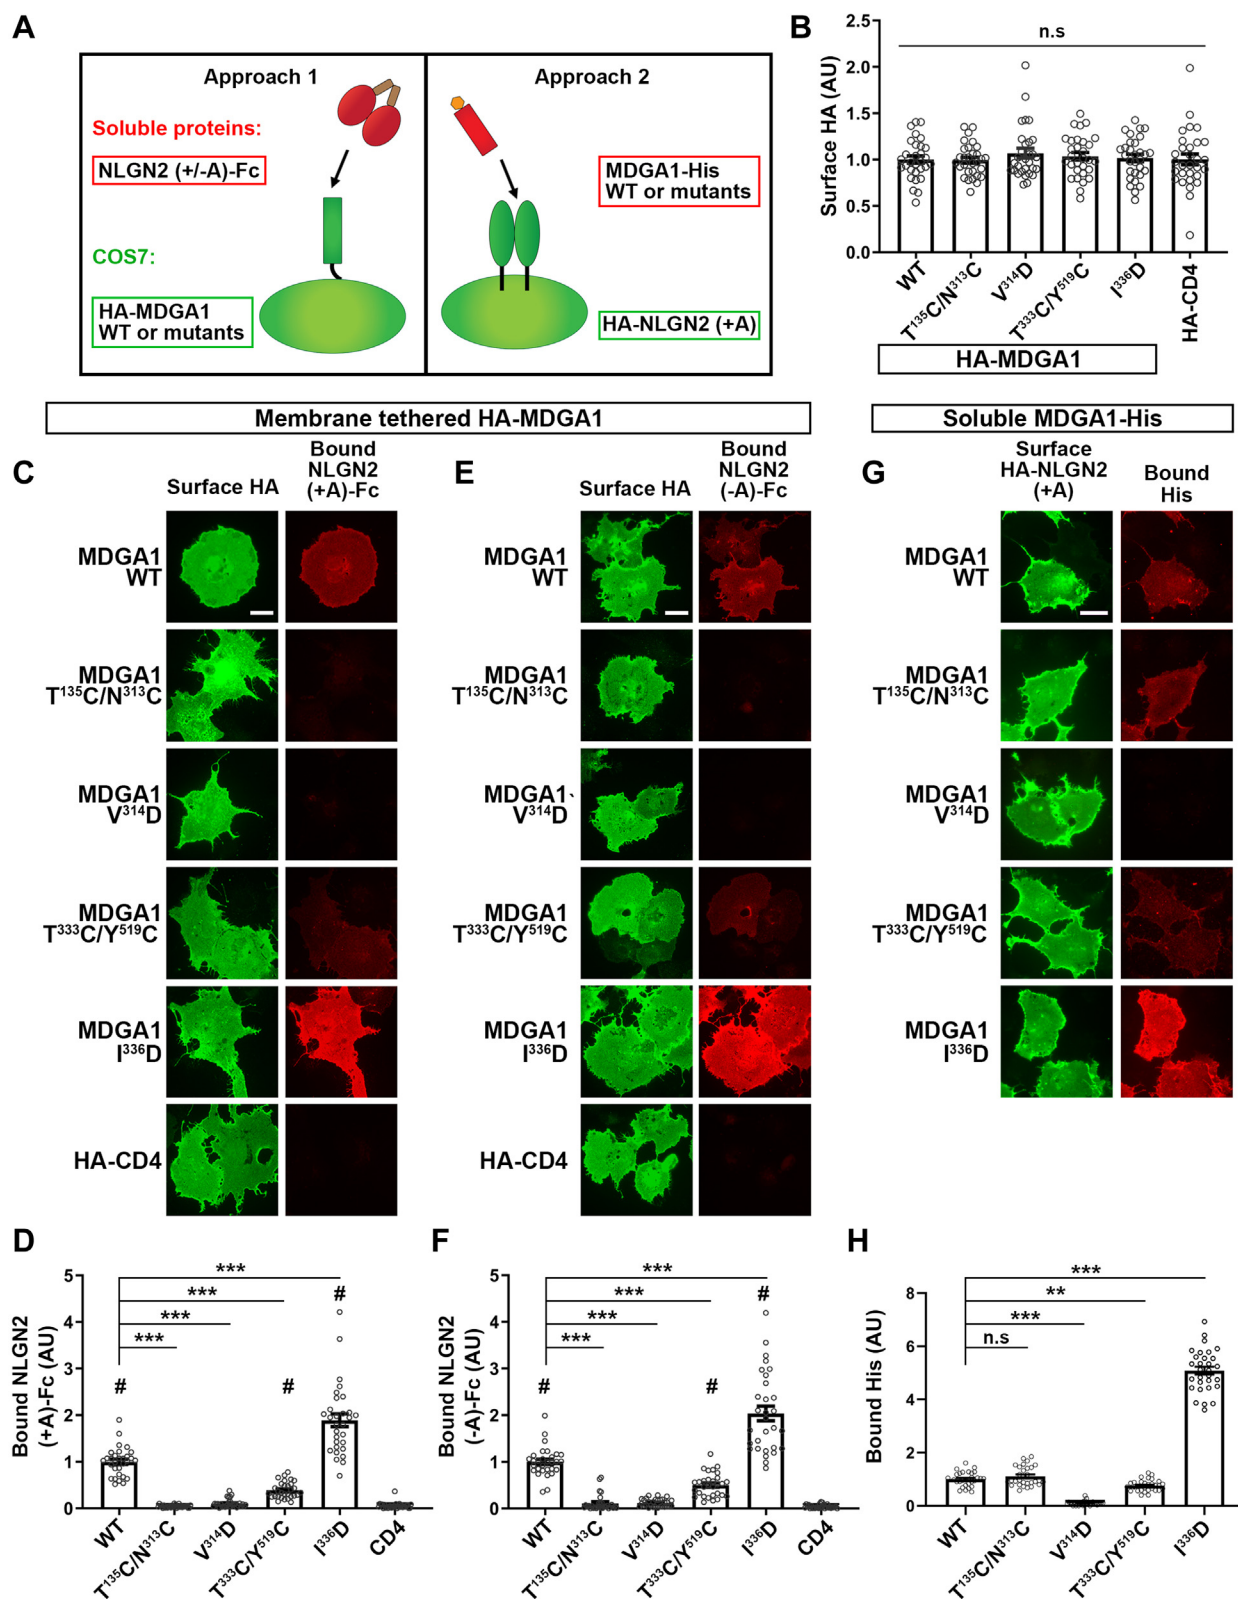 A
Approach 1
Approach 2
Soluble proteins:
NLGN2 (+/-A)-Fc
MDGA1-His
WT or mutants
COS7:
HA-MDGA1
WT or mutants
HA-NLGN2 (+A)
B
n.s
Surface HA (AU)
2.5
2.0
1.5
1.0
0.5
0.0
WT
T¹³⁵C/N³¹³C
V³¹⁴D
T³³³C/Y⁵¹⁹C
I³³⁶D
HA-CD4
HA-MDGA1
Membrane tethered HA-MDGA1
Soluble MDGA1-His
C
Surface HA
Bound
NLGN2
(+A)-Fc
MDGA1
WT
MDGA1
T¹³⁵C/N³¹³C
MDGA1
V³¹⁴D
MDGA1
T³³³C/Y⁵¹⁹C
MDGA1
I³³⁶D
HA-CD4
E
Surface HA
Bound
NLGN2
(-A)-Fc
MDGA1
WT
MDGA1
T¹³⁵C/N³¹³C
MDGA1`
V³¹⁴D
MDGA1
T³³³C/Y⁵¹⁹C
MDGA1
I³³⁶D
HA-CD4
G
Surface
HA-NLGN2
(+A)
Bound
His
MDGA1
WT
MDGA1
T¹³⁵C/N³¹³C
MDGA1
V³¹⁴D
MDGA1
T³³³C/Y⁵¹⁹C
MDGA1
I³³⁶D
D
Bound NLGN2
(+A)-Fc (AU)
5
4
3
2
1
0
***
***
***
***
#
#
#
WT
T¹³⁵C/N³¹³C
V³¹⁴D
T³³³C/Y⁵¹⁹C
I³³⁶D
CD4
F
Bound NLGN2
(-A)-Fc (AU)
5
4
3
2
1
0
***
***
***
***
#
#
#
WT
T¹³⁵C/N³¹³C
V³¹⁴D
T³³³C/Y⁵¹⁹C
I³³⁶D
CD4
H
Bound His (AU)
8
6
4
2
0
***
**
***
n.s
WT
T¹³⁵C/N³¹³C
V³¹⁴D
T³³³C/Y⁵¹⁹C
I³³⁶D